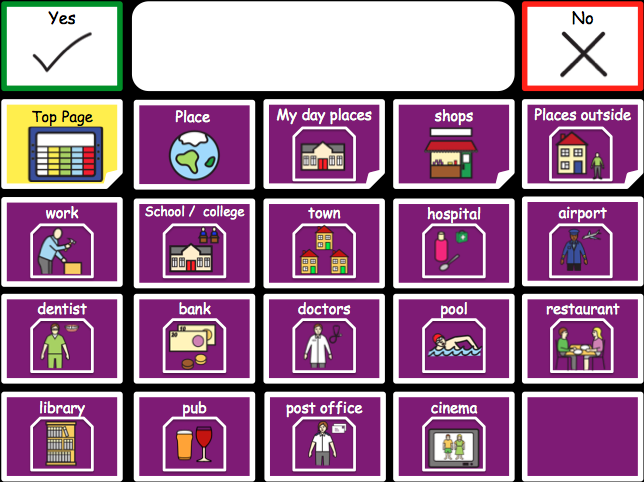 Yes
No
Top Page
Place
My day places
shops
Places outside
work
School / college
town
hospital
airport
dentist
bank
doctors
pool
restaurant
library
pub
post office
cinema